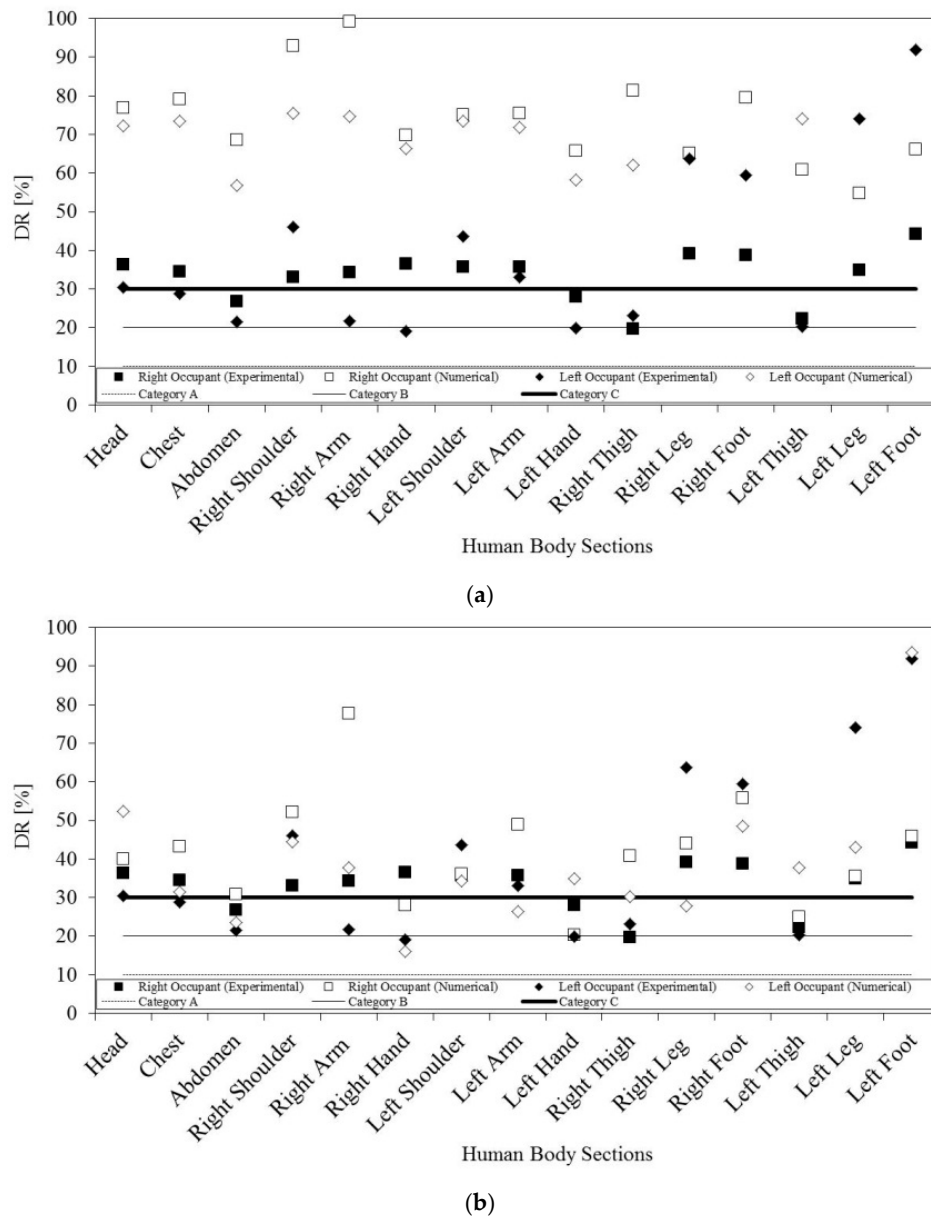 100
90
80
70
60
50
40
30
20
10
0
DR [%]
Right Occupant (Experimental) Right Occupant (Numerical) Left Occupant (Experimental) Left Occupant (Numerical)
Category A Category B Category C
Head
Chest
Abdomen
Right Shoulder
Right Arm
Right Hand
Left Shoulder
Left Arm
Left Hand
Right Thigh
Right Leg
Right Foot
Left Thigh
Left Leg
Left Foot
Human Body Sections
(a)
100
90
80
70
60
50
40
30
20
10
0
DR [%]
Right Occupant (Experimental) Right Occupant (Numerical) Left Occupant (Experimental) Left Occupant (Numerical)
Category A Category B Category C
Head
Chest
Abdomen
Right Shoulder
Right Arm
Right Hand
Left Shoulder
Left Arm
Left Hand
Right Thigh
Right Leg
Right Foot
Left Thigh
Left Leg
Left Foot
Human Body Sections
(b)